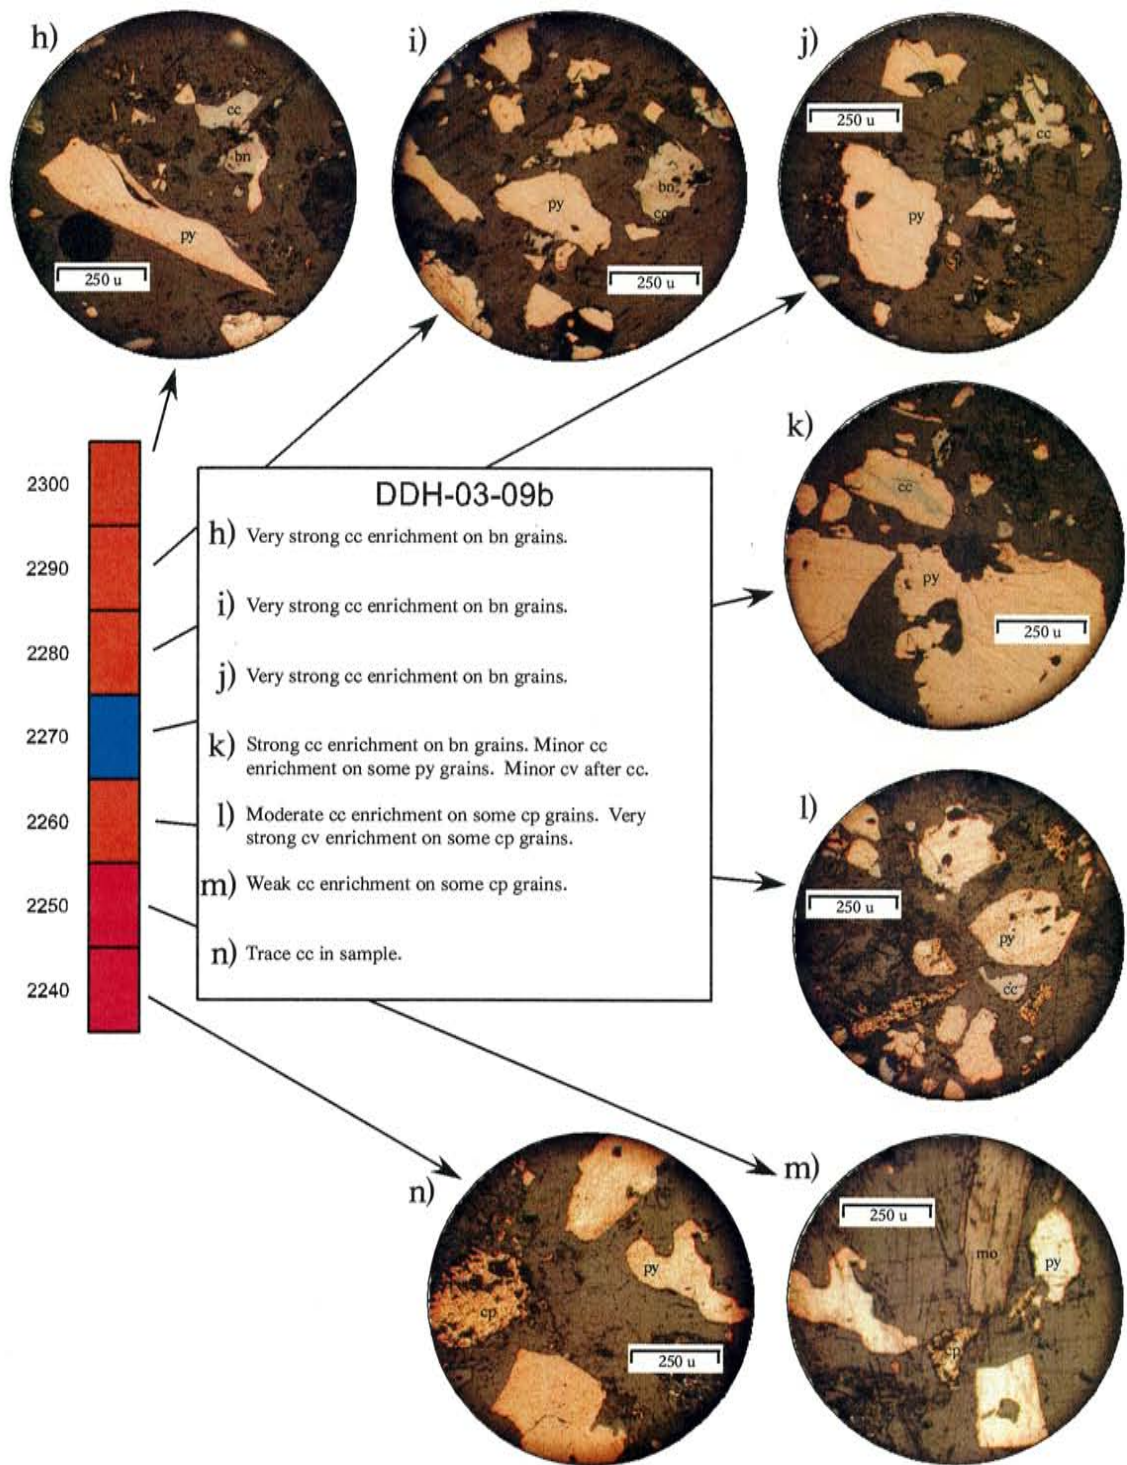 h)
cc
bn
py
250 u
i)
py
bn
cc
250 u
j)
250 u
cc
py
k)
cc
py
250 u
2300
2290
2280
2270
2260
2250
2240
DDH-03-09b
h) Very strong cc enrichment on bn grains.
i) Very strong cc enrichment on bn grains.
j) Very strong cc enrichment on bn grains.
k) Strong cc enrichment on bn grains. Minor cc
enrichment on some py grains. Minor cv after cc.
l) Moderate cc enrichment on some cp grains. Very
strong cv enrichment on some cp grains.
m) Weak cc enrichment on some cp grains.
n) Trace cc in sample.
l)
250 u
py
cc
n)
py
cp
250 u
m)
250 u
mo
py
cp